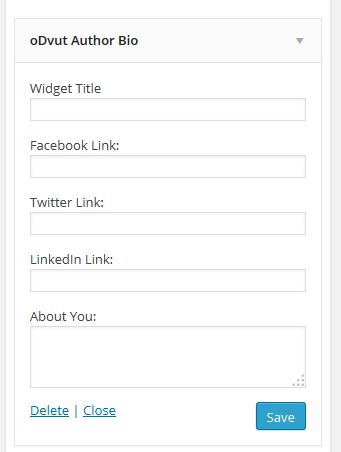 oDvut Author Bio
Widget Title
Facebook Link:
Twitter Link:
LinkedIn Link:
About You:
Delete | Close
Save